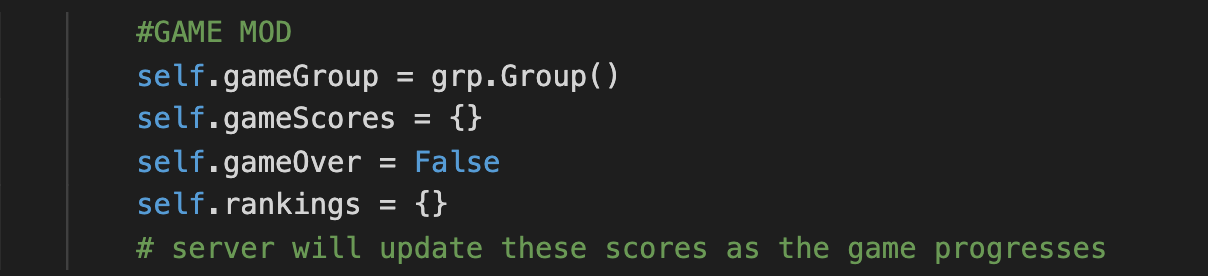 #GAME MOD
self.gameGroup = grp.Group()
self.gameScores = {}
self.gameOver = False
self.rankings = {}
# server will update these scores as the game progresses